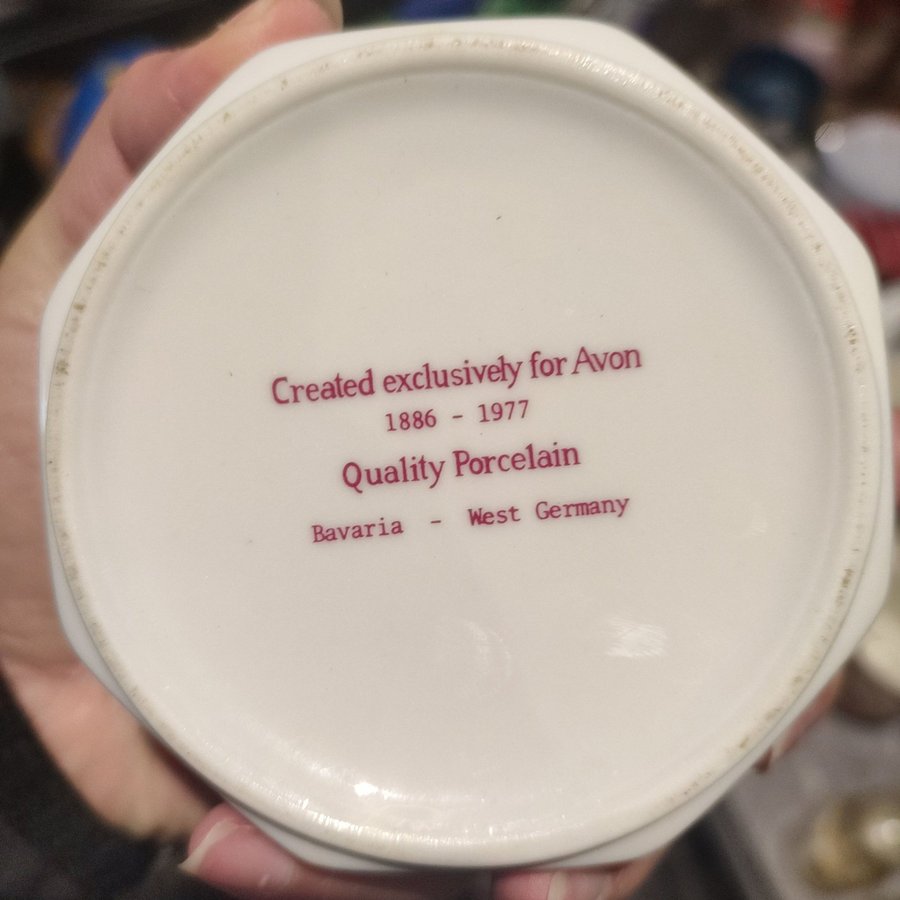 Created exclusively for Avon
1886 - 1977
Quality Porcelain
Bavaria - West Germany